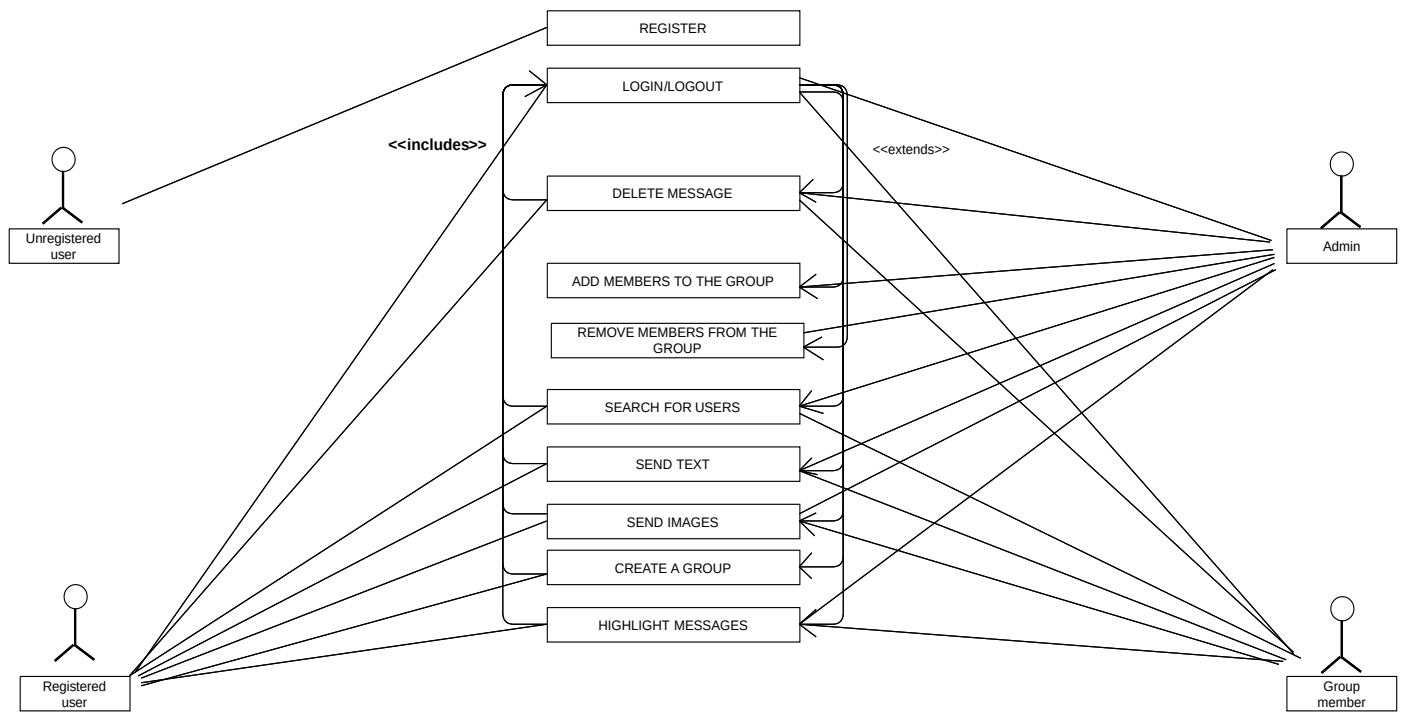 REGISTER
LOGIN/LOGOUT
<<includes>>
<<extends>>
DELETE MESSAGE
Unregistered
user
Admin
ADD MEMBERS TO THE GROUP
REMOVE MEMBERS FROM THE
GROUP
SEARCH FOR USERS
SEND TEXT
SEND IMAGES
CREATE A GROUP
HIGHLIGHT MESSAGES
Registered
user
Group
member